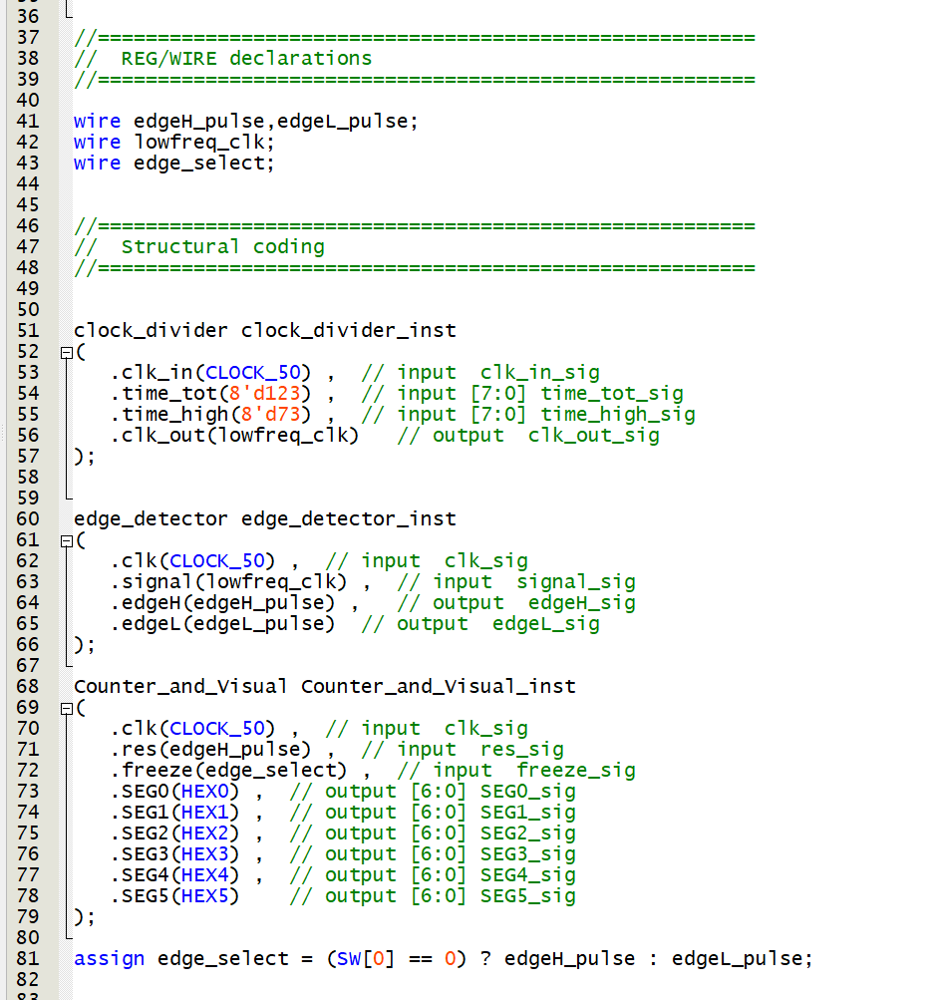 36
37 //=======================================================
38 //  REG/WIRE declarations
39 //=======================================================
40
41 wire edgeH_pulse,edgeL_pulse;
42 wire lowfreq_clk;
43 wire edge_select;
44
45
46 //=======================================================
47 //  Structural coding
48 //=======================================================
49
50
51 clock_divider clock_divider_inst
52 (
53    .clk_in(CLOCK_50) ,  // input  clk_in_sig
54    .time_tot(8'd123) ,  // input [7:0] time_tot_sig
55    .time_high(8'd73) ,  // input [7:0] time_high_sig
56    .clk_out(lowfreq_clk)   // output  clk_out_sig
57 );
58
59
60 edge_detector edge_detector_inst
61 (
62    .clk(CLOCK_50) ,  // input  clk_sig
63    .signal(lowfreq_clk) ,  // input  signal_sig
64    .edgeH(edgeH_pulse) ,   // output  edgeH_sig
65    .edgeL(edgeL_pulse)  // output  edgeL_sig
66 );
67
68 Counter_and_Visual Counter_and_Visual_inst
69 (
70    .clk(CLOCK_50) ,  // input  clk_sig
71    .res(edgeH_pulse) ,  // input  res_sig
72    .freeze(edge_select) ,  // input  freeze_sig
73    .SEG0(HEX0) ,  // output [6:0] SEG0_sig
74    .SEG1(HEX1) ,  // output [6:0] SEG1_sig
75    .SEG2(HEX2) ,  // output [6:0] SEG2_sig
76    .SEG3(HEX3) ,  // output [6:0] SEG3_sig
77    .SEG4(HEX4) ,  // output [6:0] SEG4_sig
78    .SEG5(HEX5)    // output [6:0] SEG5_sig
79 );
80
81 assign edge_select = (SW[0] == 0) ? edgeH_pulse : edgeL_pulse;
82